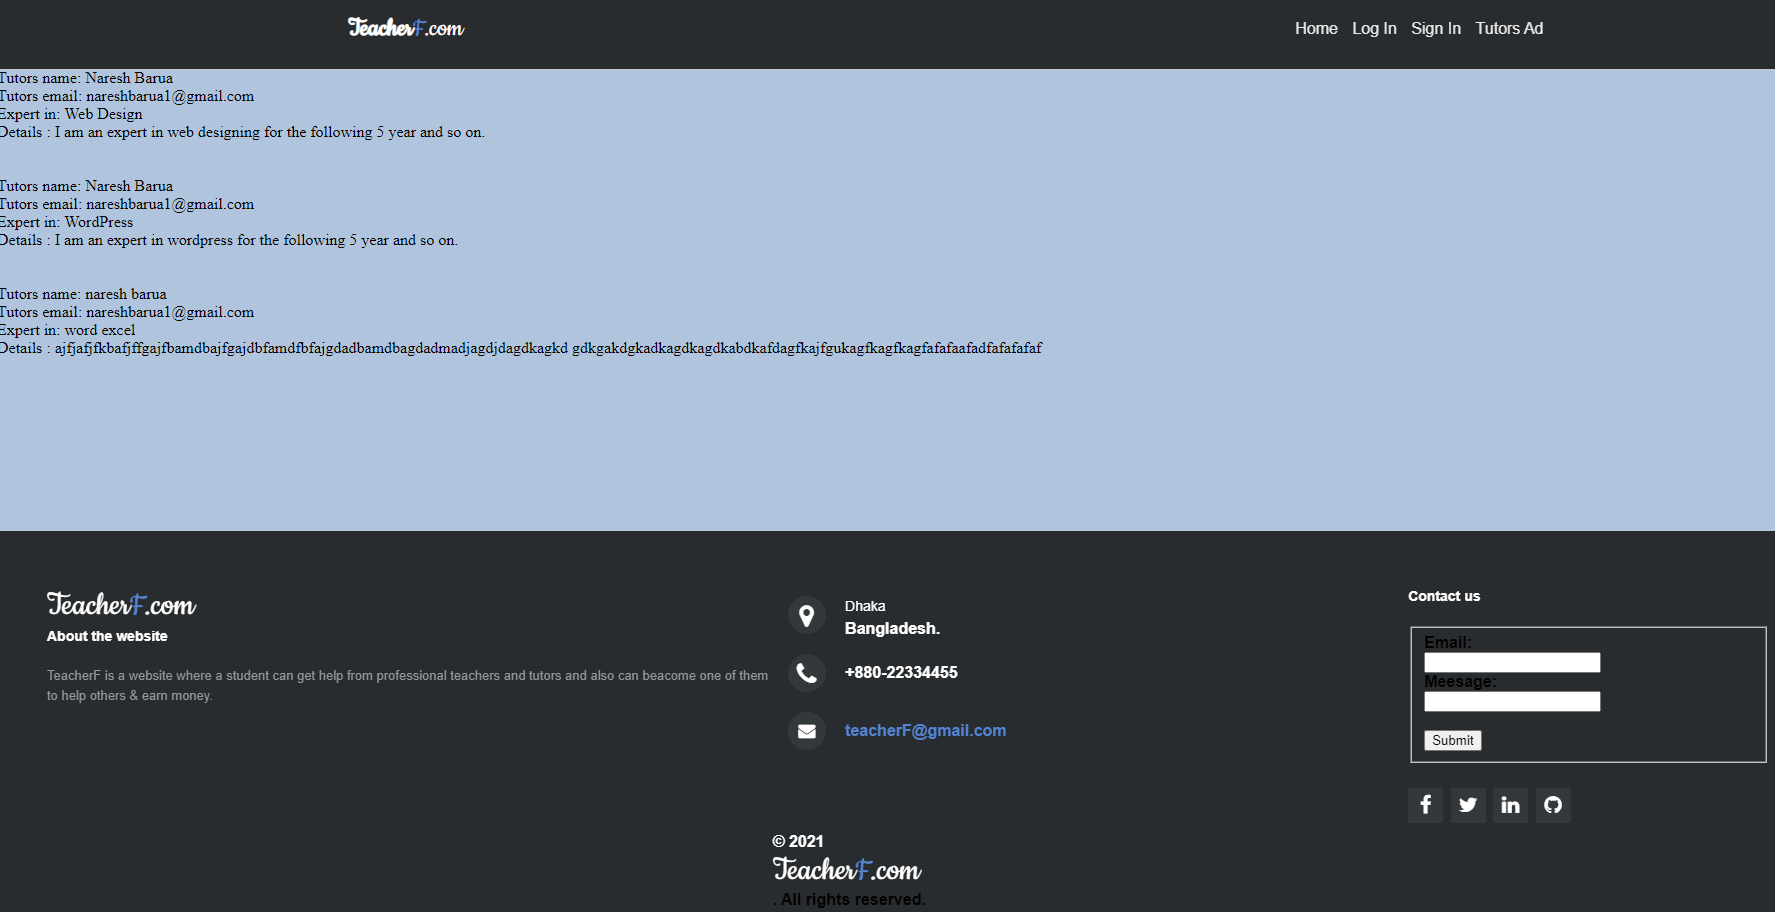 TeacherF.com
Home Log In Sign In Tutors Ad
Tutors name: Naresh Barua
Tutors email: nareshbarua1@gmail.com
Expert in: Web Design
Details : I am an expert in web designing for the following 5 year and so on.
Tutors name: Naresh Barua
Tutors email: nareshbarua1@gmail.com
Expert in: WordPress
Details : I am an expert in wordpress for the following 5 year and so on.
Tutors name: naresh barua
Tutors email: nareshbarua1@gmail.com
Expert in: word excel
Details : ajfjafjfkbafjffgajfbamdbajfgajdbfamdfbfajgdadbamdbagdadmadjagdjdagdkagkd gdkgakdgkadkagdkagdkabdkafdagfkajfgukagfkagfkagfafafaafadfafafafaf
TeacherF.com
About the website
TeacherF is a website where a student can get help from professional teachers and tutors and also can beacome one of them
to help others & earn money.
Dhaka
Bangladesh.
+880-22334455
teacherF@gmail.com
Contact us
Email:
Meesage:
Submit
© 2021
TeacherF.com
. All rights reserved.